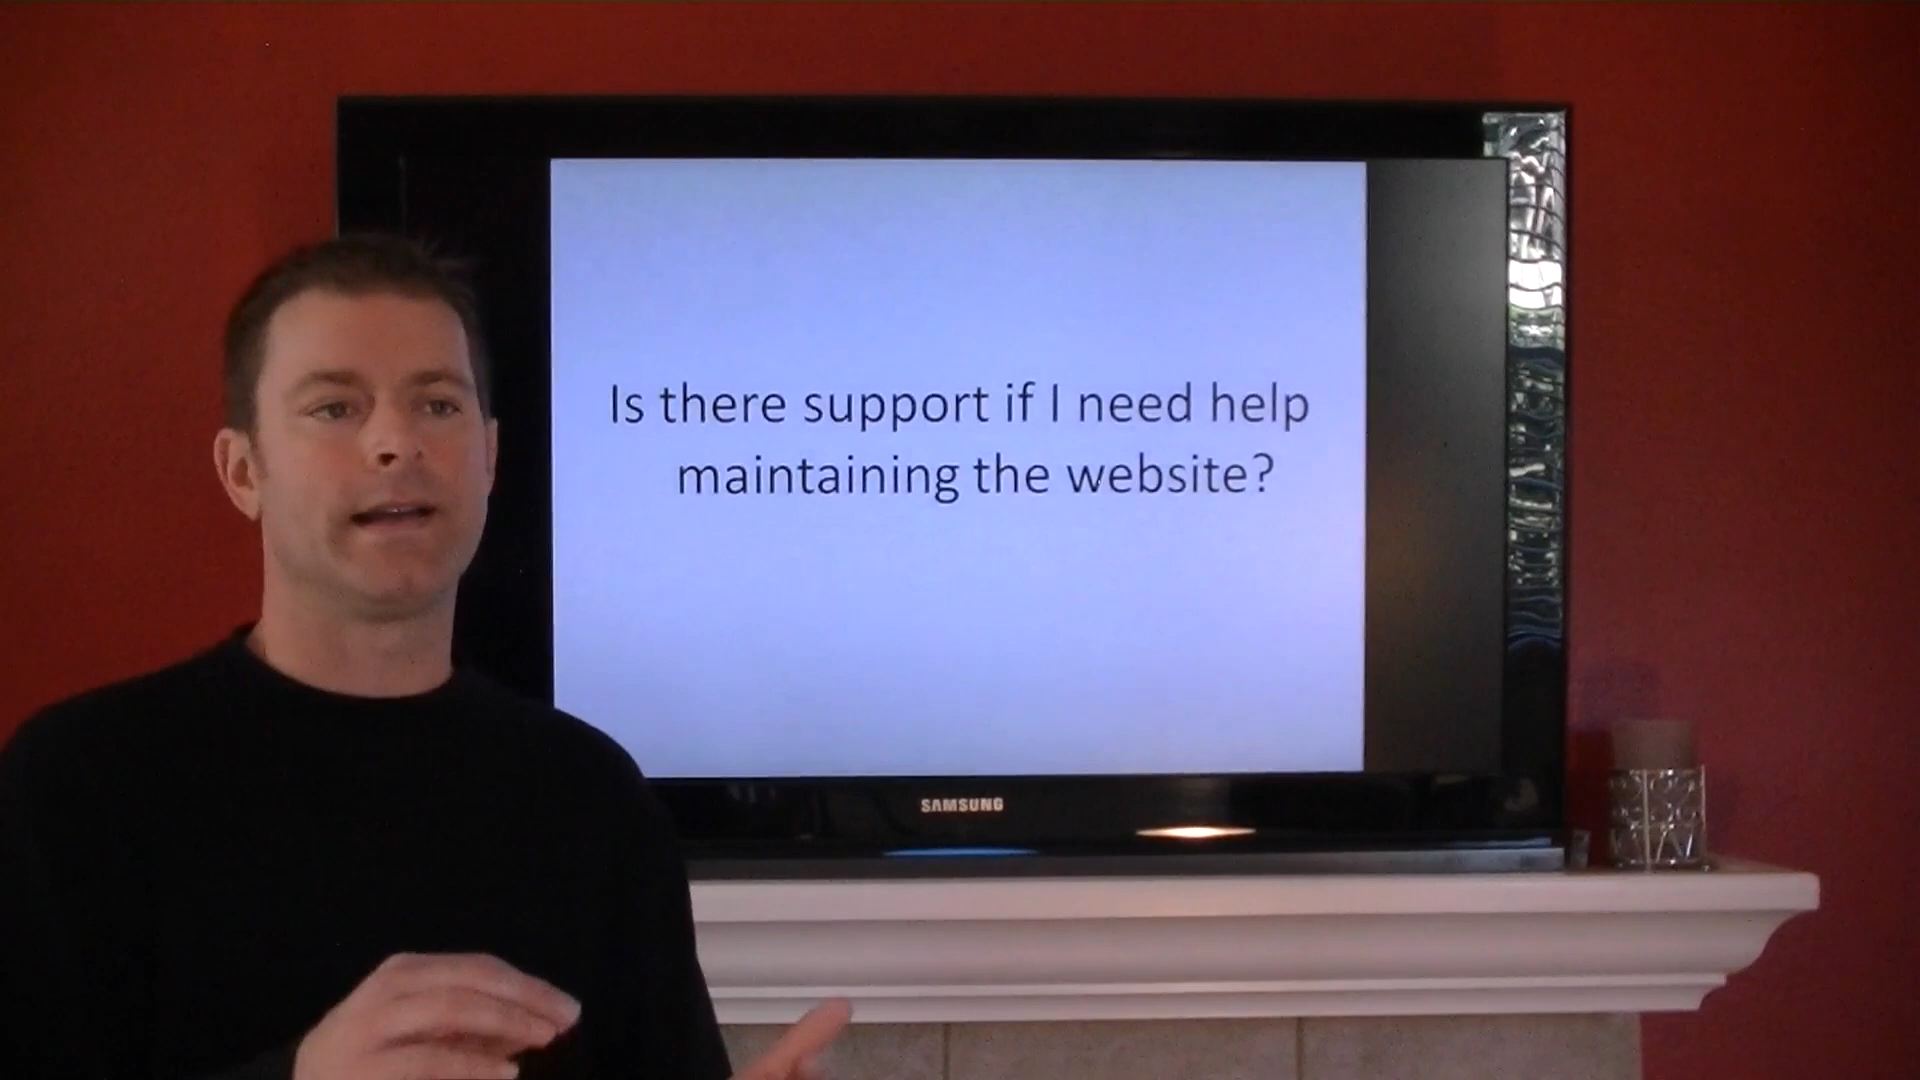 Is there support if I need help
maintaining the website?
SAMSUNG